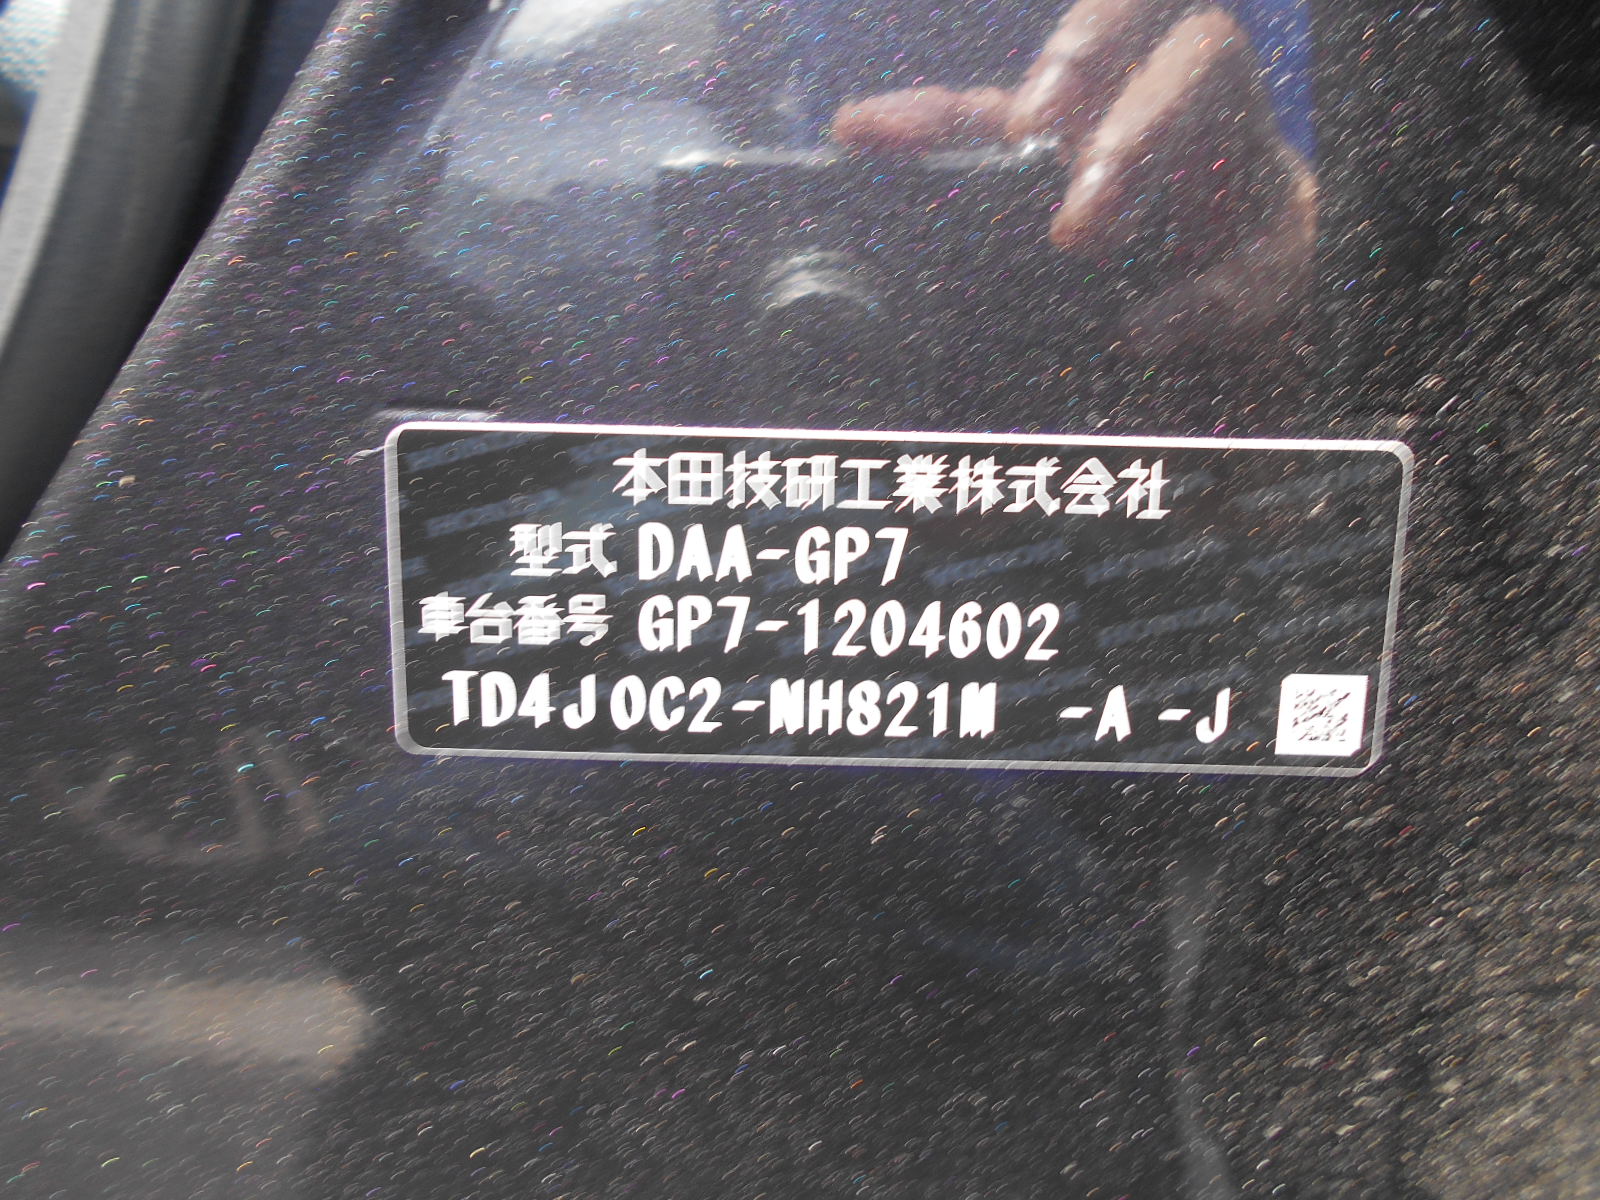 本田技研工業株式会社
型式 DAA-GP7
車台番号 GP7-1204602
TD4J0C2-NH821M -A -J